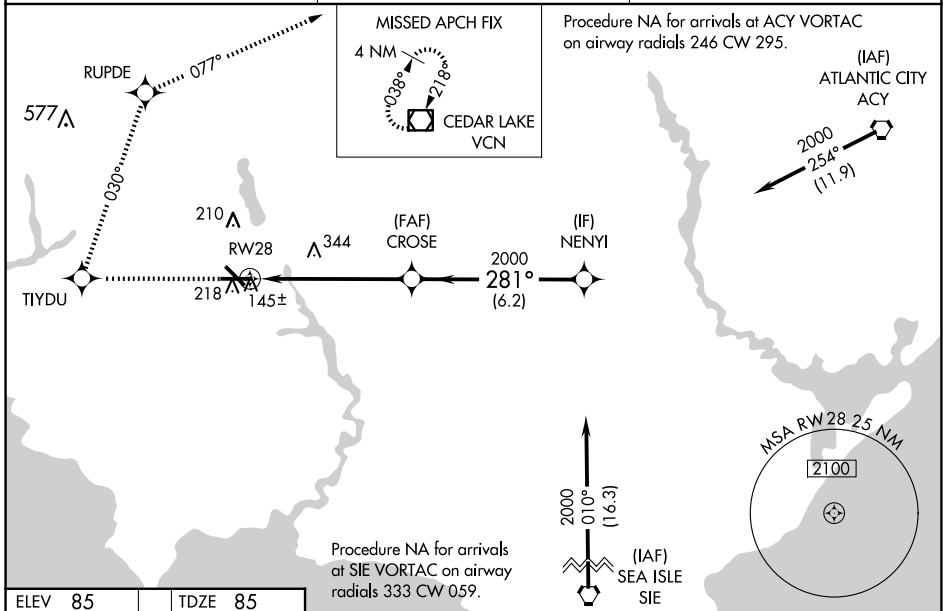 MISSED APCH FIX
4 NM
038°
218°
CEDAR LAKE
VCN
Procedure NA for arrivals at ACY VORTAC
on airway radials 246 CW 295.
(IAF)
ATLANTIC CITY
ACY
2000
254°
(11.9)
RUPDE
077°
577
030°
TIYDU
210
RW28
218
145±
344
(FAF)
CROSE
2000
281°
(6.2)
(IF)
NENYI
MSA RW28 25 NM
2100
2000
010°
(16.3)
(IAF)
SEA ISLE
SIE
Procedure NA for arrivals
at SIE VORTAC on airway
radials 333 CW 059.
ELEV 85
TDZE 85